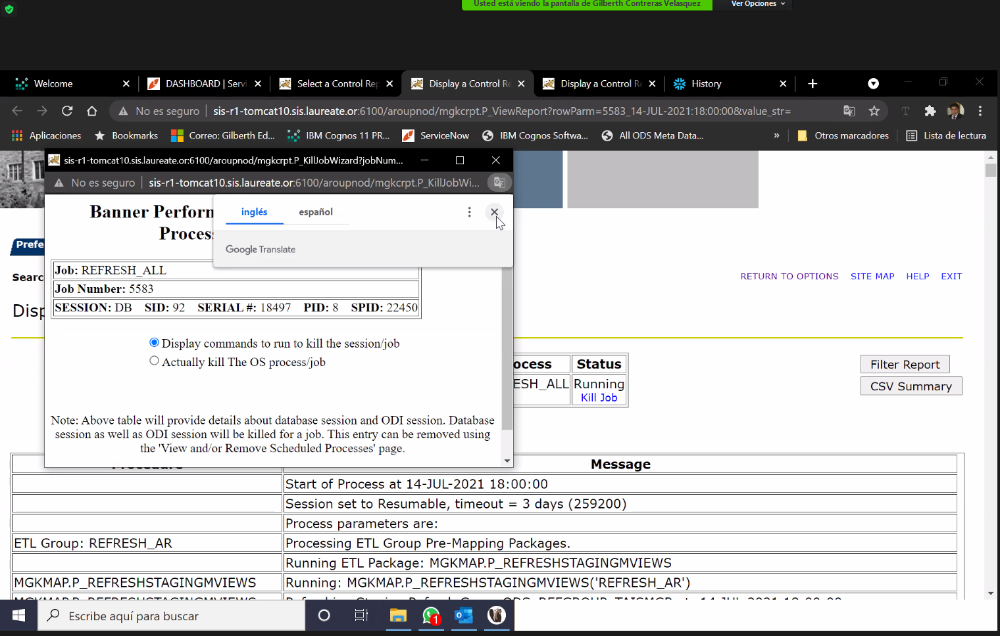 Usted está viendo la pantalla de Gilberth Contreras Velasquez
Ver Opciones
Welcome
DASHBOARD | Servi
Select a Control Rep
Display a Control Re
Display a Control Re
History
No es seguro
sis-r1-tomcat10.sis.laureate.or:6100/aroupnod/mgkcrpt.P_ViewReport?rowParm=5583_14-JUL-2021:18:00:00&value_str=
Aplicaciones
Bookmarks
Correo: Gilberth Ed...
IBM Cognos 11 PR...
ServiceNow
IBM Cognos Softwa...
All ODS Meta Data...
»
Otros marcadores
Lista de lectura
sis-r1-tomcat10.sis.laureate.or:6100/aroupnod/mgkcrpt.P_KillJobWizard?jobNum...
No es seguro
sis-r1-tomcat10.sis.laureate.or:6100/aroupnod/mgkcrpt.P_KillJobWi...
Banner Perform
Process
inglés
español
Google Translate
Job: REFRESH_ALL
Job Number: 5583
SESSION: DB SID: 92 SERIAL #: 18497 PID: 8 SPID: 22450
Display commands to run to kill the session/job
Actually kill The OS process/job
Note: Above table will provide details about database session and ODI session. Database
session as well as ODI session will be killed for a job. This entry can be removed using
the 'View and/or Remove Scheduled Processes' page.
Prefe
Searc
Disp
RETURN TO OPTIONS
SITE MAP
HELP
EXIT
ocess
Status
ESH_ALL
Running
Kill Job
Filter Report
CSV Summary
Procedure
Message
Start of Process at 14-JUL-2021 18:00:00
Session set to Resumable, timeout = 3 days (259200)
Process parameters are:
ETL Group: REFRESH_AR
Processing ETL Group Pre-Mapping Packages.
Running ETL Package: MGKMAP.P_REFRESHSTAGINGMVIEWS
MGKMAP.P_REFRESHSTAGINGMVIEWS
Running: MGKMAP.P_REFRESHSTAGINGMVIEWS('REFRESH_AR')
MGKMAP.P_REFRESHSTAGINGMVIEWS
Escribe aquí para buscar
1